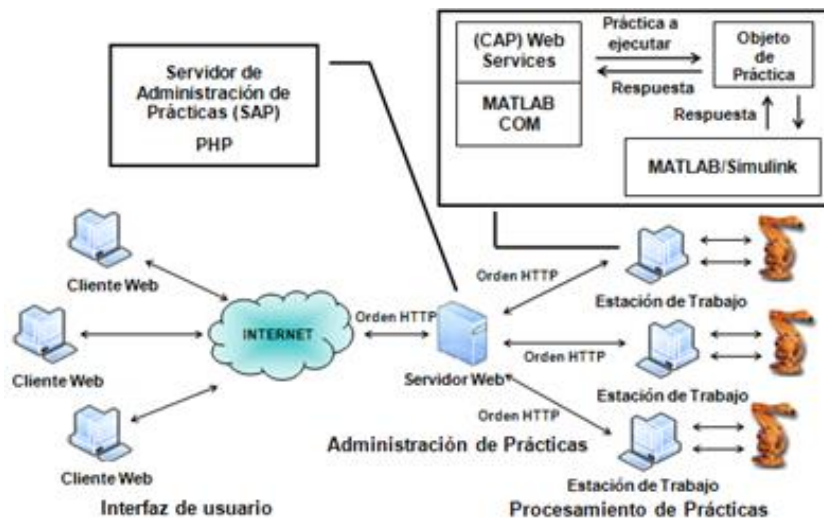 Servidor de
Administración de
Prácticas (SAP)
PHP
(CAP) Web
Services
MATLAB
COM
Práctica a
ejecutar
Respuesta
Objeto
de
Práctica
Respuesta
MATLAB/Simulink
Cliente Web
Cliente Web
Cliente Web
INTERNET
Orden HTTP
Servidor Web
Orden HTTP
Orden HTTP
Orden HTTP
Estación de Trabajo
Estación de Trabajo
Estación de Trabajo
Interfaz de usuario
Administración de Prácticas
Procesamiento de Prácticas